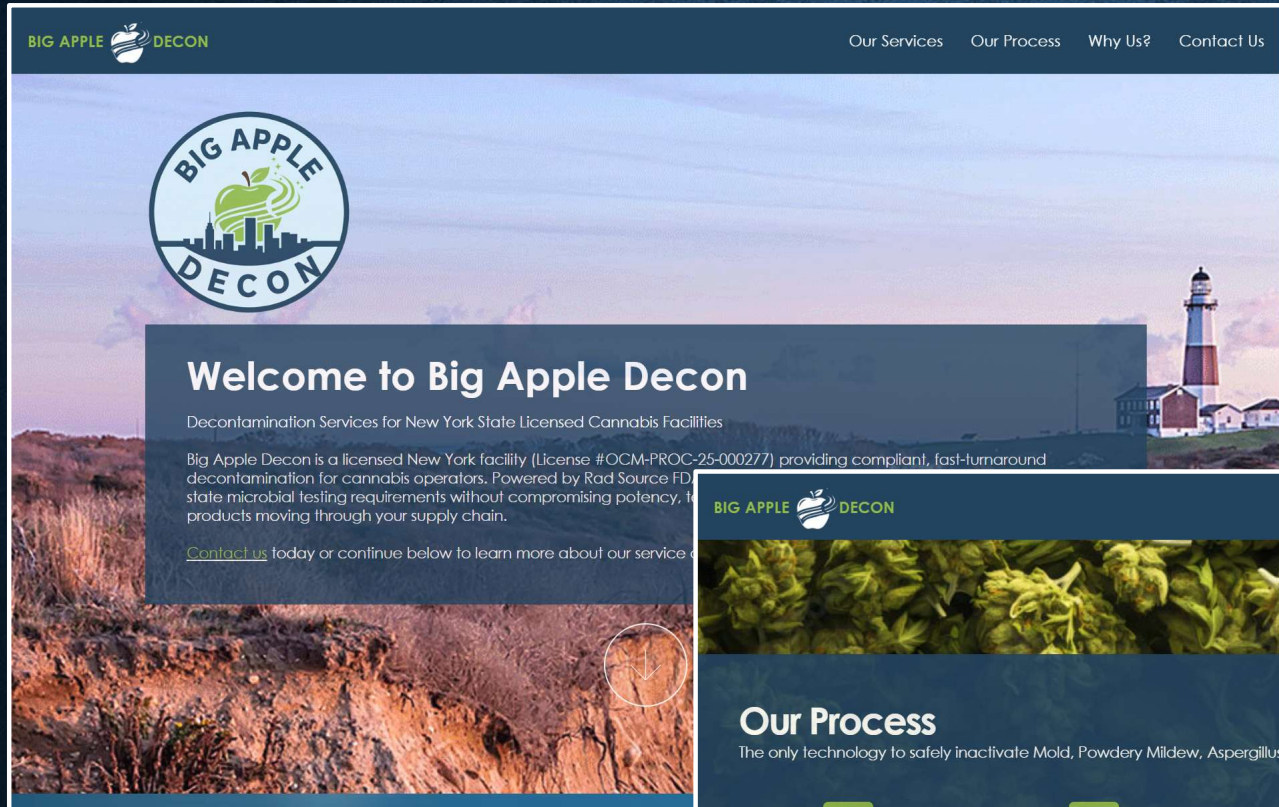 BIG APPLE DECON
Our Services Our Process Why Us? Contact Us
BIG APPLE
DECON
Welcome to Big Apple Decon
Decontamination Services for New York State Licensed Cannabis Facilities
Big Apple Decon is a licensed New York facility (License #OCM-PROC-25-000277) providing compliant, fast-turnaround
decontamination for cannabis operators. Powered by Rad Source
state microbial testing requirements without compromising potency,
products moving through your supply chain.
Contact us today or continue below to learn more about our service
BIG APPLE DECON
Our Process
The only technology to safely inactivate Mold, Powdery Mildew, Aspergillus